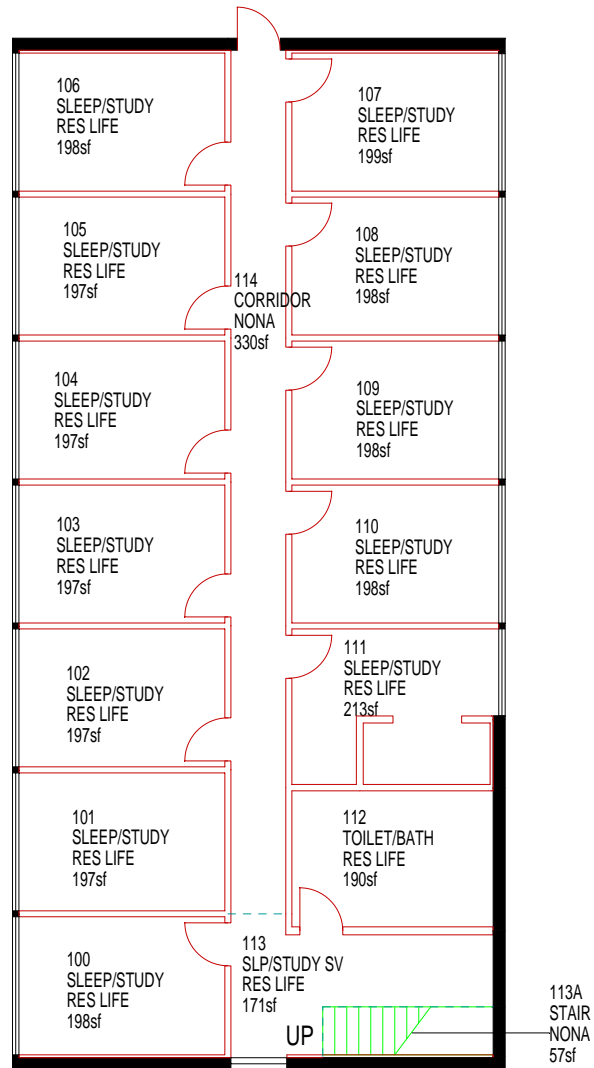 106
SLEEP/STUDY
RES LIFE
198sf
107
SLEEP/STUDY
RES LIFE
199sf
105
SLEEP/STUDY
RES LIFE
197sf
108
SLEEP/STUDY
RES LIFE
198sf
114
CORRIDOR
NONA
330sf
104
SLEEP/STUDY
RES LIFE
197sf
109
SLEEP/STUDY
RES LIFE
198sf
103
SLEEP/STUDY
RES LIFE
197sf
110
SLEEP/STUDY
RES LIFE
198sf
102
SLEEP/STUDY
RES LIFE
197sf
111
SLEEP/STUDY
RES LIFE
213sf
101
SLEEP/STUDY
RES LIFE
197sf
112
TOILET/BATH
RES LIFE
190sf
100
SLEEP/STUDY
RES LIFE
198sf
113
SLP/STUDY SV
RES LIFE
171sf
UP
113A
STAIR
NONA
57sf